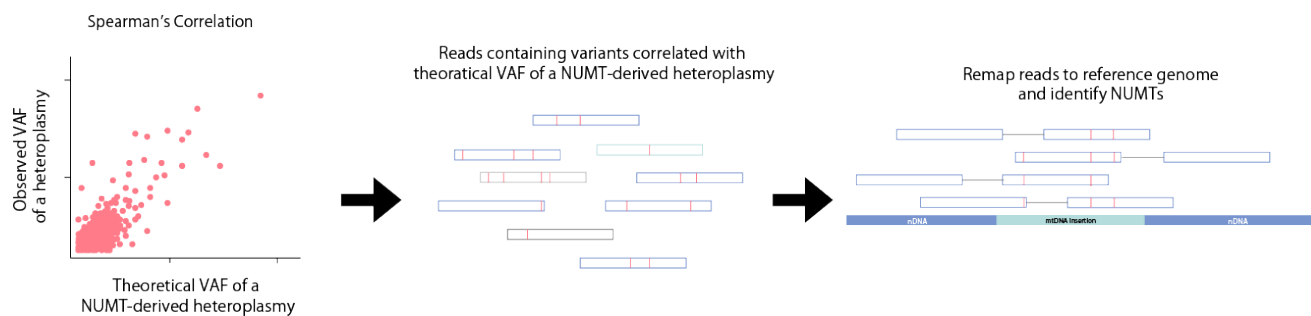 Spearman's Correlation
Observed VAF
of a heteroplasmy
Theoretical VAF of a
NUMT-derived heteroplasmy
Reads containing variants correlated with
theoratical VAF of a NUMT-derived heteroplasmy
Remap reads to reference genome
and identify NUMTs
nDNA
mtDNA insertion
nDNA